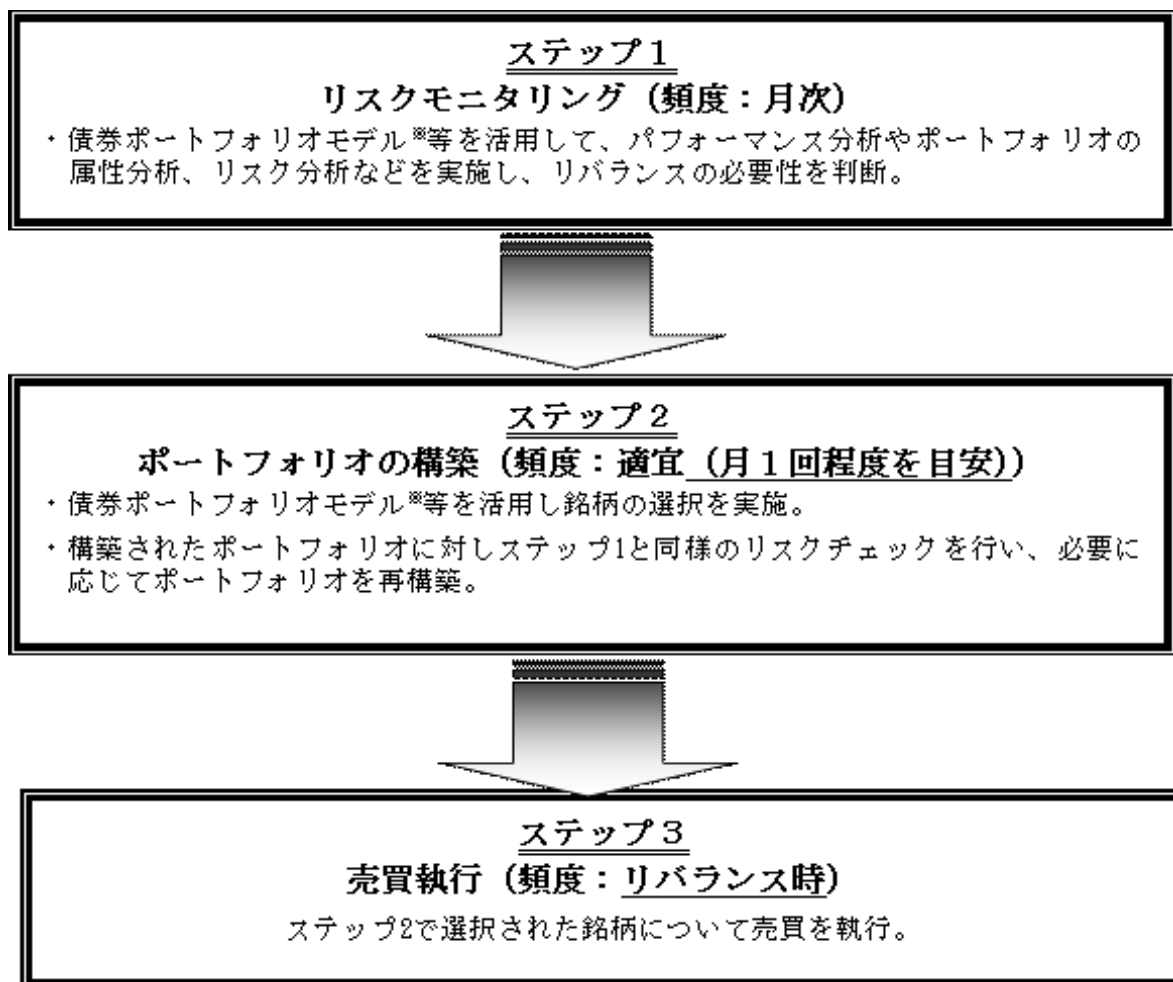 ステップ１
リスクモニタリング（頻度：月次）
・債券ポートフォリオモデル※等を活用して、パフォーマンス分析やポートフォリオの
属性分析、リスク分析などを実施し、リバランスの必要性を判断。
ステップ２
ポートフォリオの構築（頻度：適宜（月１回程度を目安））
・債券ポートフォリオモデル※等を活用し銘柄の選択を実施。
・構築されたポートフォリオに対しステップ1と同様のリスクチェックを行い、必要に
応じてポートフォリオを再構築。
ステップ３
売買執行（頻度：リバランス時）
ステップ2で選択された銘柄について売買を執行。